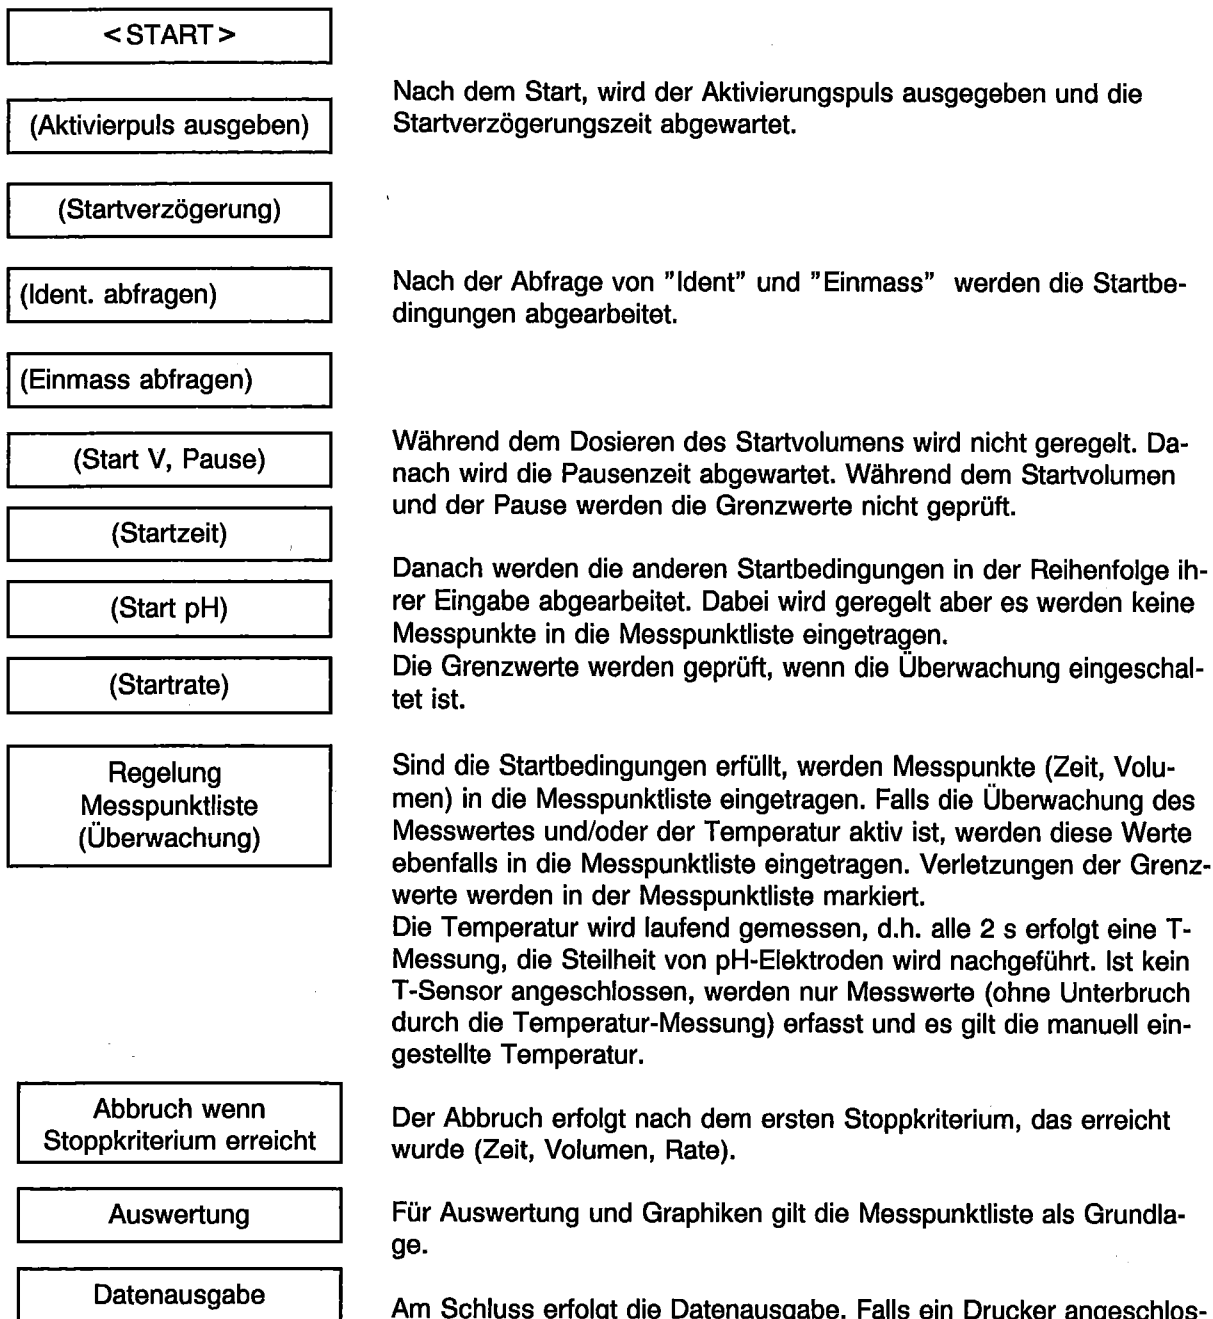 <START>
(Aktivierpuls ausgeben)
Nach dem Start, wird der Aktivierungspuls ausgegeben und die
Startverzögerungszeit abgewartet.
(Startverzögerung)
(Ident. abfragen)
Nach der Abfrage von "Ident" und "Einmass" werden die Startbe-
dingungen abgearbeitet.
(Einmass abfragen)
(Start V, Pause)
Während dem Dosieren des Startvolumens wird nicht geregelt. Da-
nach wird die Pausenzeit abgewartet. Während dem Startvolumen
und der Pause werden die Grenzwerte nicht geprüft.
(Startzeit)
(Start pH)
(Startrate)
Danach werden die anderen Startbedingungen in der Reihenfolge ih-
rer Eingabe abgearbeitet. Dabei wird geregelt aber es werden keine
Messpunkte in die Messpunktliste eingetragen.
Die Grenzwerte werden geprüft, wenn die Überwachung eingeschal-
tet ist.
Regelung
Messpunktliste
(Überwachung)
Sind die Startbedingungen erfüllt, werden Messpunkte (Zeit, Volu-
men) in die Messpunktliste eingetragen. Falls die Überwachung des
Messwertes und/oder der Temperatur aktiv ist, werden diese Werte
ebenfalls in die Messpunktliste eingetragen. Verletzungen der Grenz-
werte werden in der Messpunktliste markiert.
Die Temperatur wird laufend gemessen, d.h. alle 2 s erfolgt eine T-
Messung, die Steilheit von pH-Elektroden wird nachgeführt. Ist kein
T-Sensor angeschlossen, werden nur Messwerte (ohne Unterbruch
durch die Temperatur-Messung) erfasst und es gilt die manuell ein-
gestellte Temperatur.
Abbruch wenn
Stoppkriterium erreicht
Der Abbruch erfolgt nach dem ersten Stoppkriterium, das erreicht
wurde (Zeit, Volumen, Rate).
Auswertung
Für Auswertung und Graphiken gilt die Messpunktliste als Grundla-
ge.
Datenausgabe
Am Schluss erfolgt die Datenausgabe. Falls ein Drucker angeschlos-